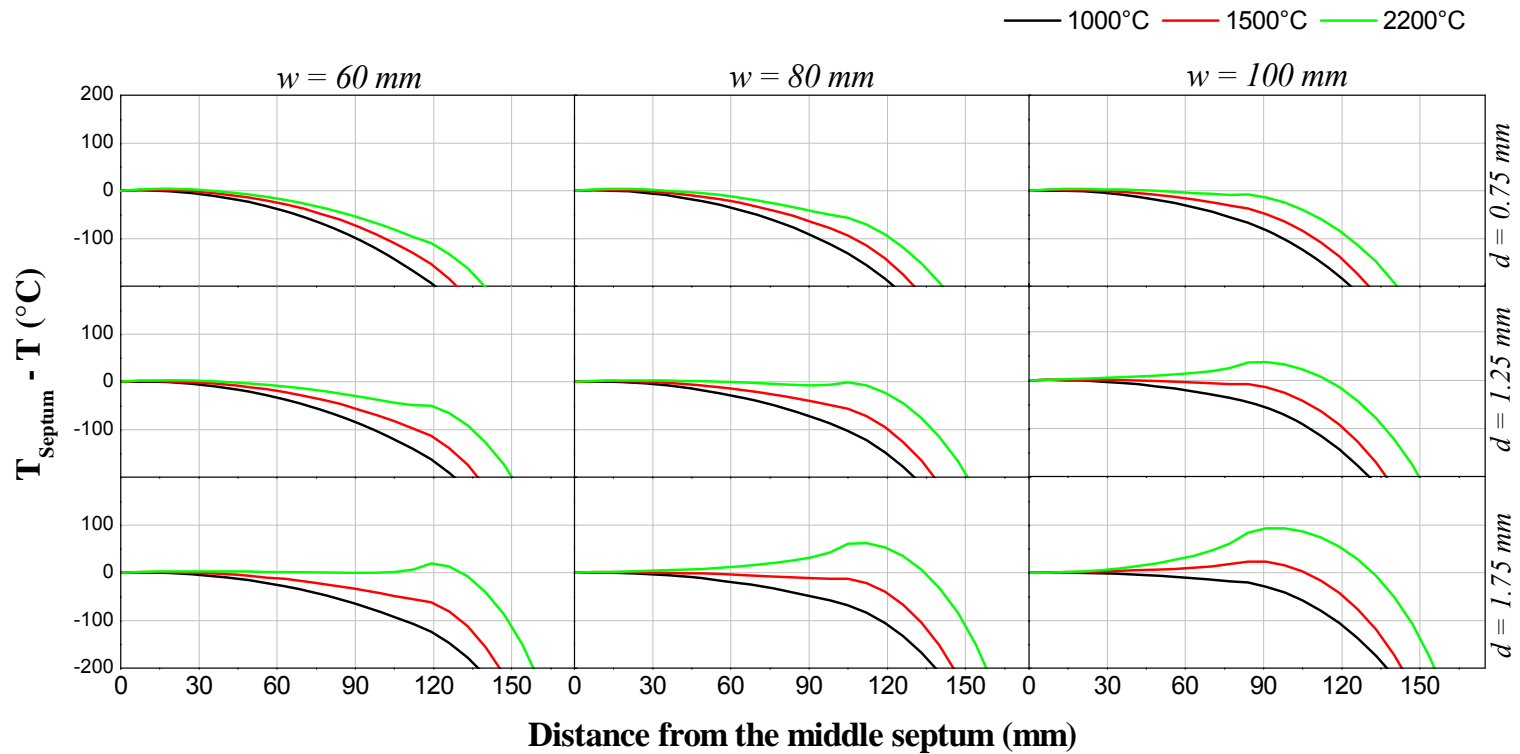 1000°C 1500°C 2200°C
w = 60 mm w = 80 mm w = 100 mm
200
100
0
-100
d = 0.75 mm
100
0
-100
d = 1.25 mm
100
0
-100
-200
d = 1.75 mm
T_Septum - T (°C)
0 30 60 90 120 150 0 30 60 90 120 150 0 30 60 90 120 150
Distance from the middle septum (mm)